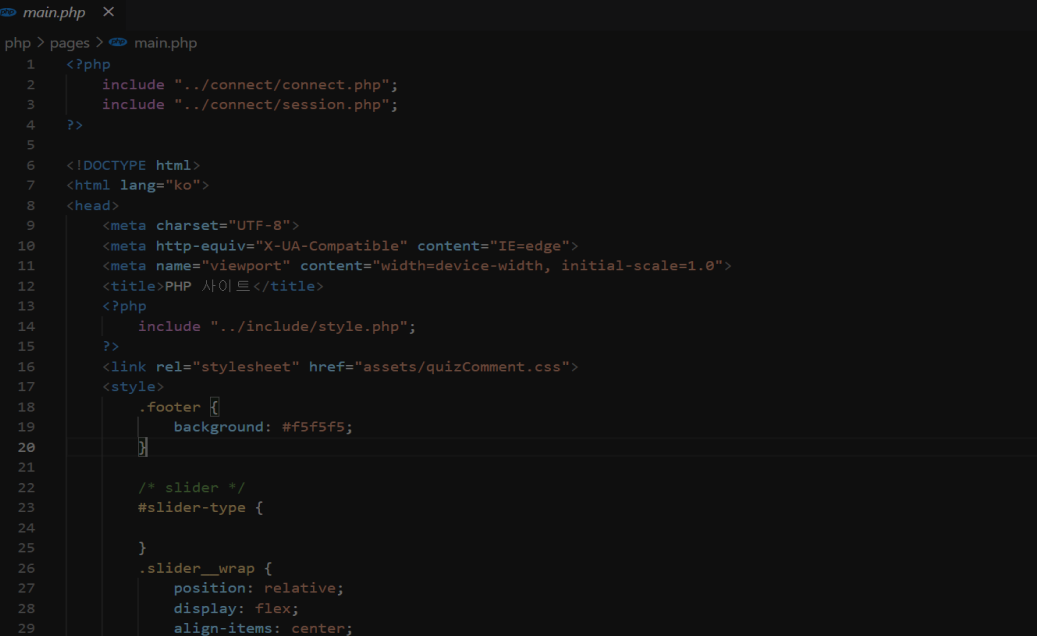 main.php
php > pages > main.php
1 <?php
2 include "../connect/connect.php";
3 include "../connect/session.php";
4 ?>
5
6 <!DOCTYPE html>
7 <html lang="ko">
8 <head>
9 <meta charset="UTF-8">
10 <meta http-equiv="X-UA-Compatible" content="IE=edge">
11 <meta name="viewport" content="width=device-width, initial-scale=1.0">
12 <title>PHP 사이트</title>
13 <?php
14 include "../include/style.php";
15 ?>
16 <link rel="stylesheet" href="assets/quizComment.css">
17 <style>
18 .footer {
19 background: #f5f5f5;
20 }
21
22 /* slider */
23 #slider-type {
24
25 }
26 .slider__wrap {
27 position: relative;
28 display: flex;
29 align-items: center;